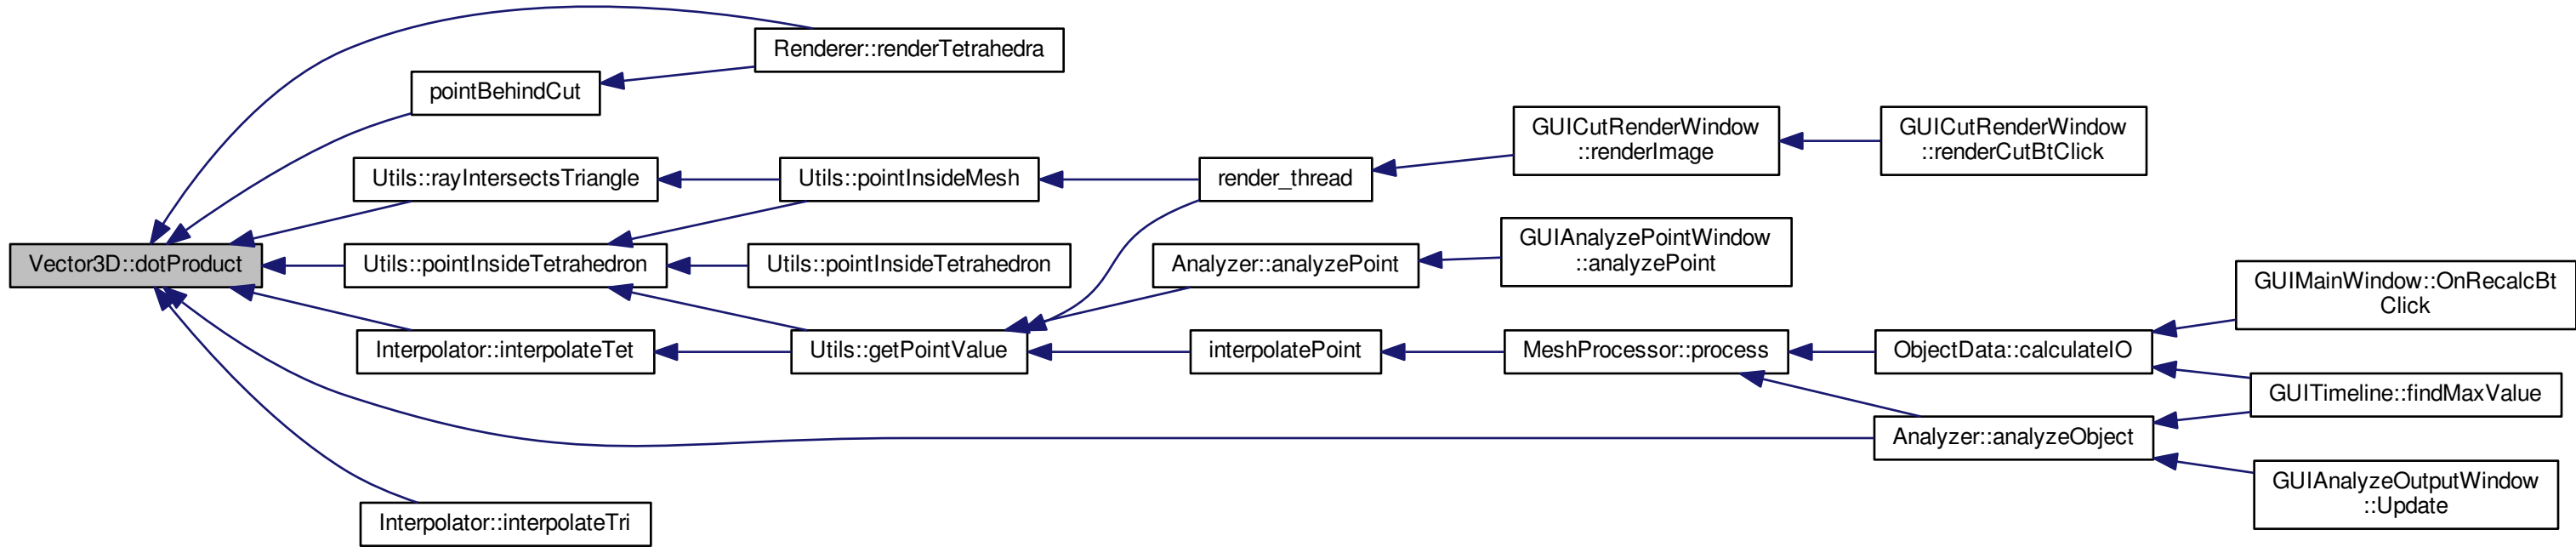 Renderer::renderTetrahedra
pointBehindCut
GUICutRenderWindow
::renderImage
GUICutRenderWindow
::renderCutBtClick
Utils::rayIntersectsTriangle
Utils::pointInsideMesh
render_thread
Vector3D::dotProduct
Utils::pointInsideTetrahedron
Utils::pointInsideTetrahedron
Analyzer::analyzePoint
GUIAnalyzePointWindow
::analyzePoint
GUIMainWindow::OnRecalcBt
Click
Interpolator::interpolateTet
Utils::getPointValue
interpolatePoint
MeshProcessor::process
ObjectData::calculateIO
GUITimeline::findMaxValue
Analyzer::analyzeObject
GUIAnalyzeOutputWindow
::Update
Interpolator::interpolateTri